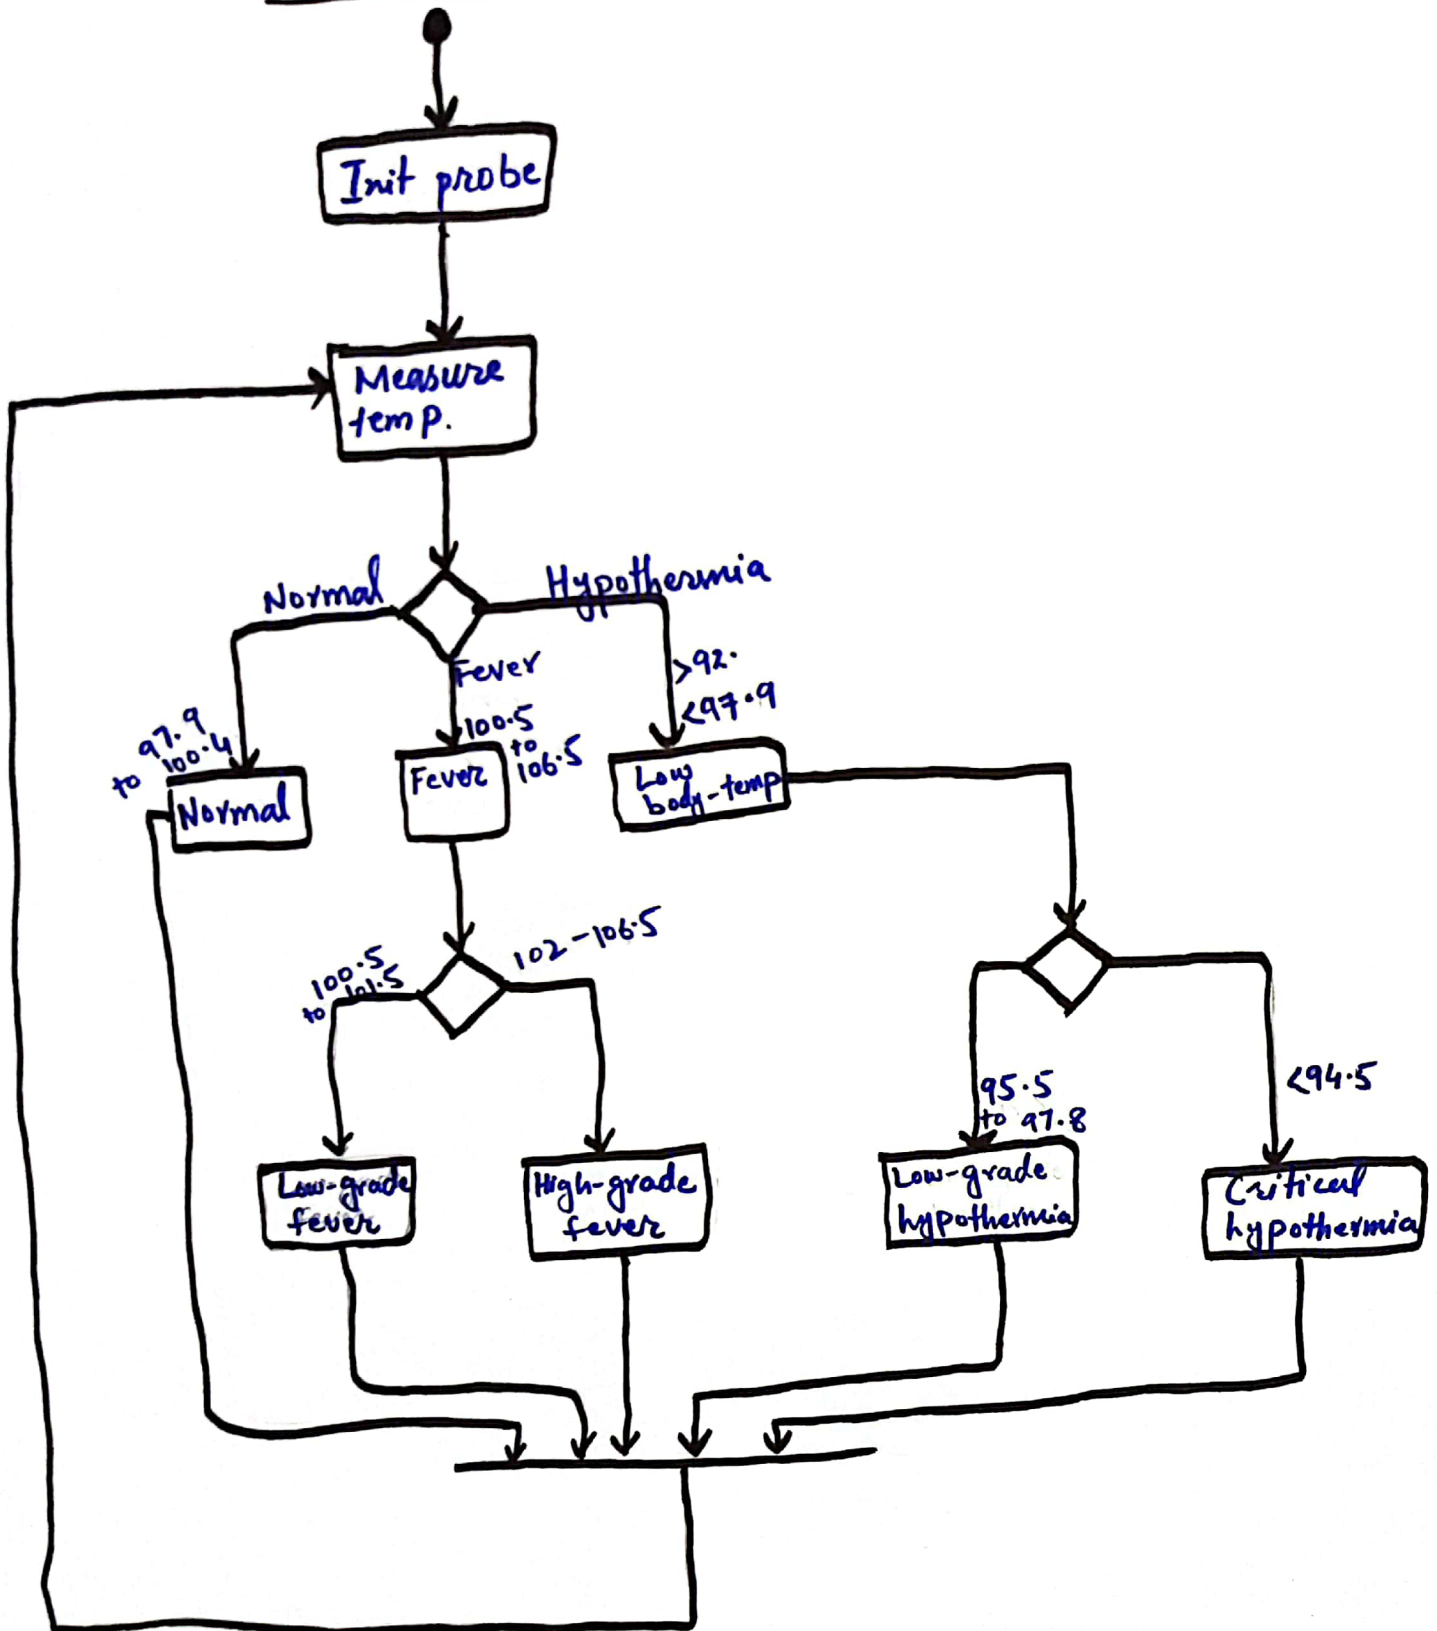 Init probe
Measure
temp.
Normal
Hypothermia
Fever
>92.
<97.9
97.9
to 100.4
100.5
to
106.5
Normal
Fever
Low
body-temp
102-106.5
100.5
to 101.5
95.5
to 97.8
<94.5
Low-grade
fever
High-grade
fever
Low-grade
hypothermia
Critical
hypothermia